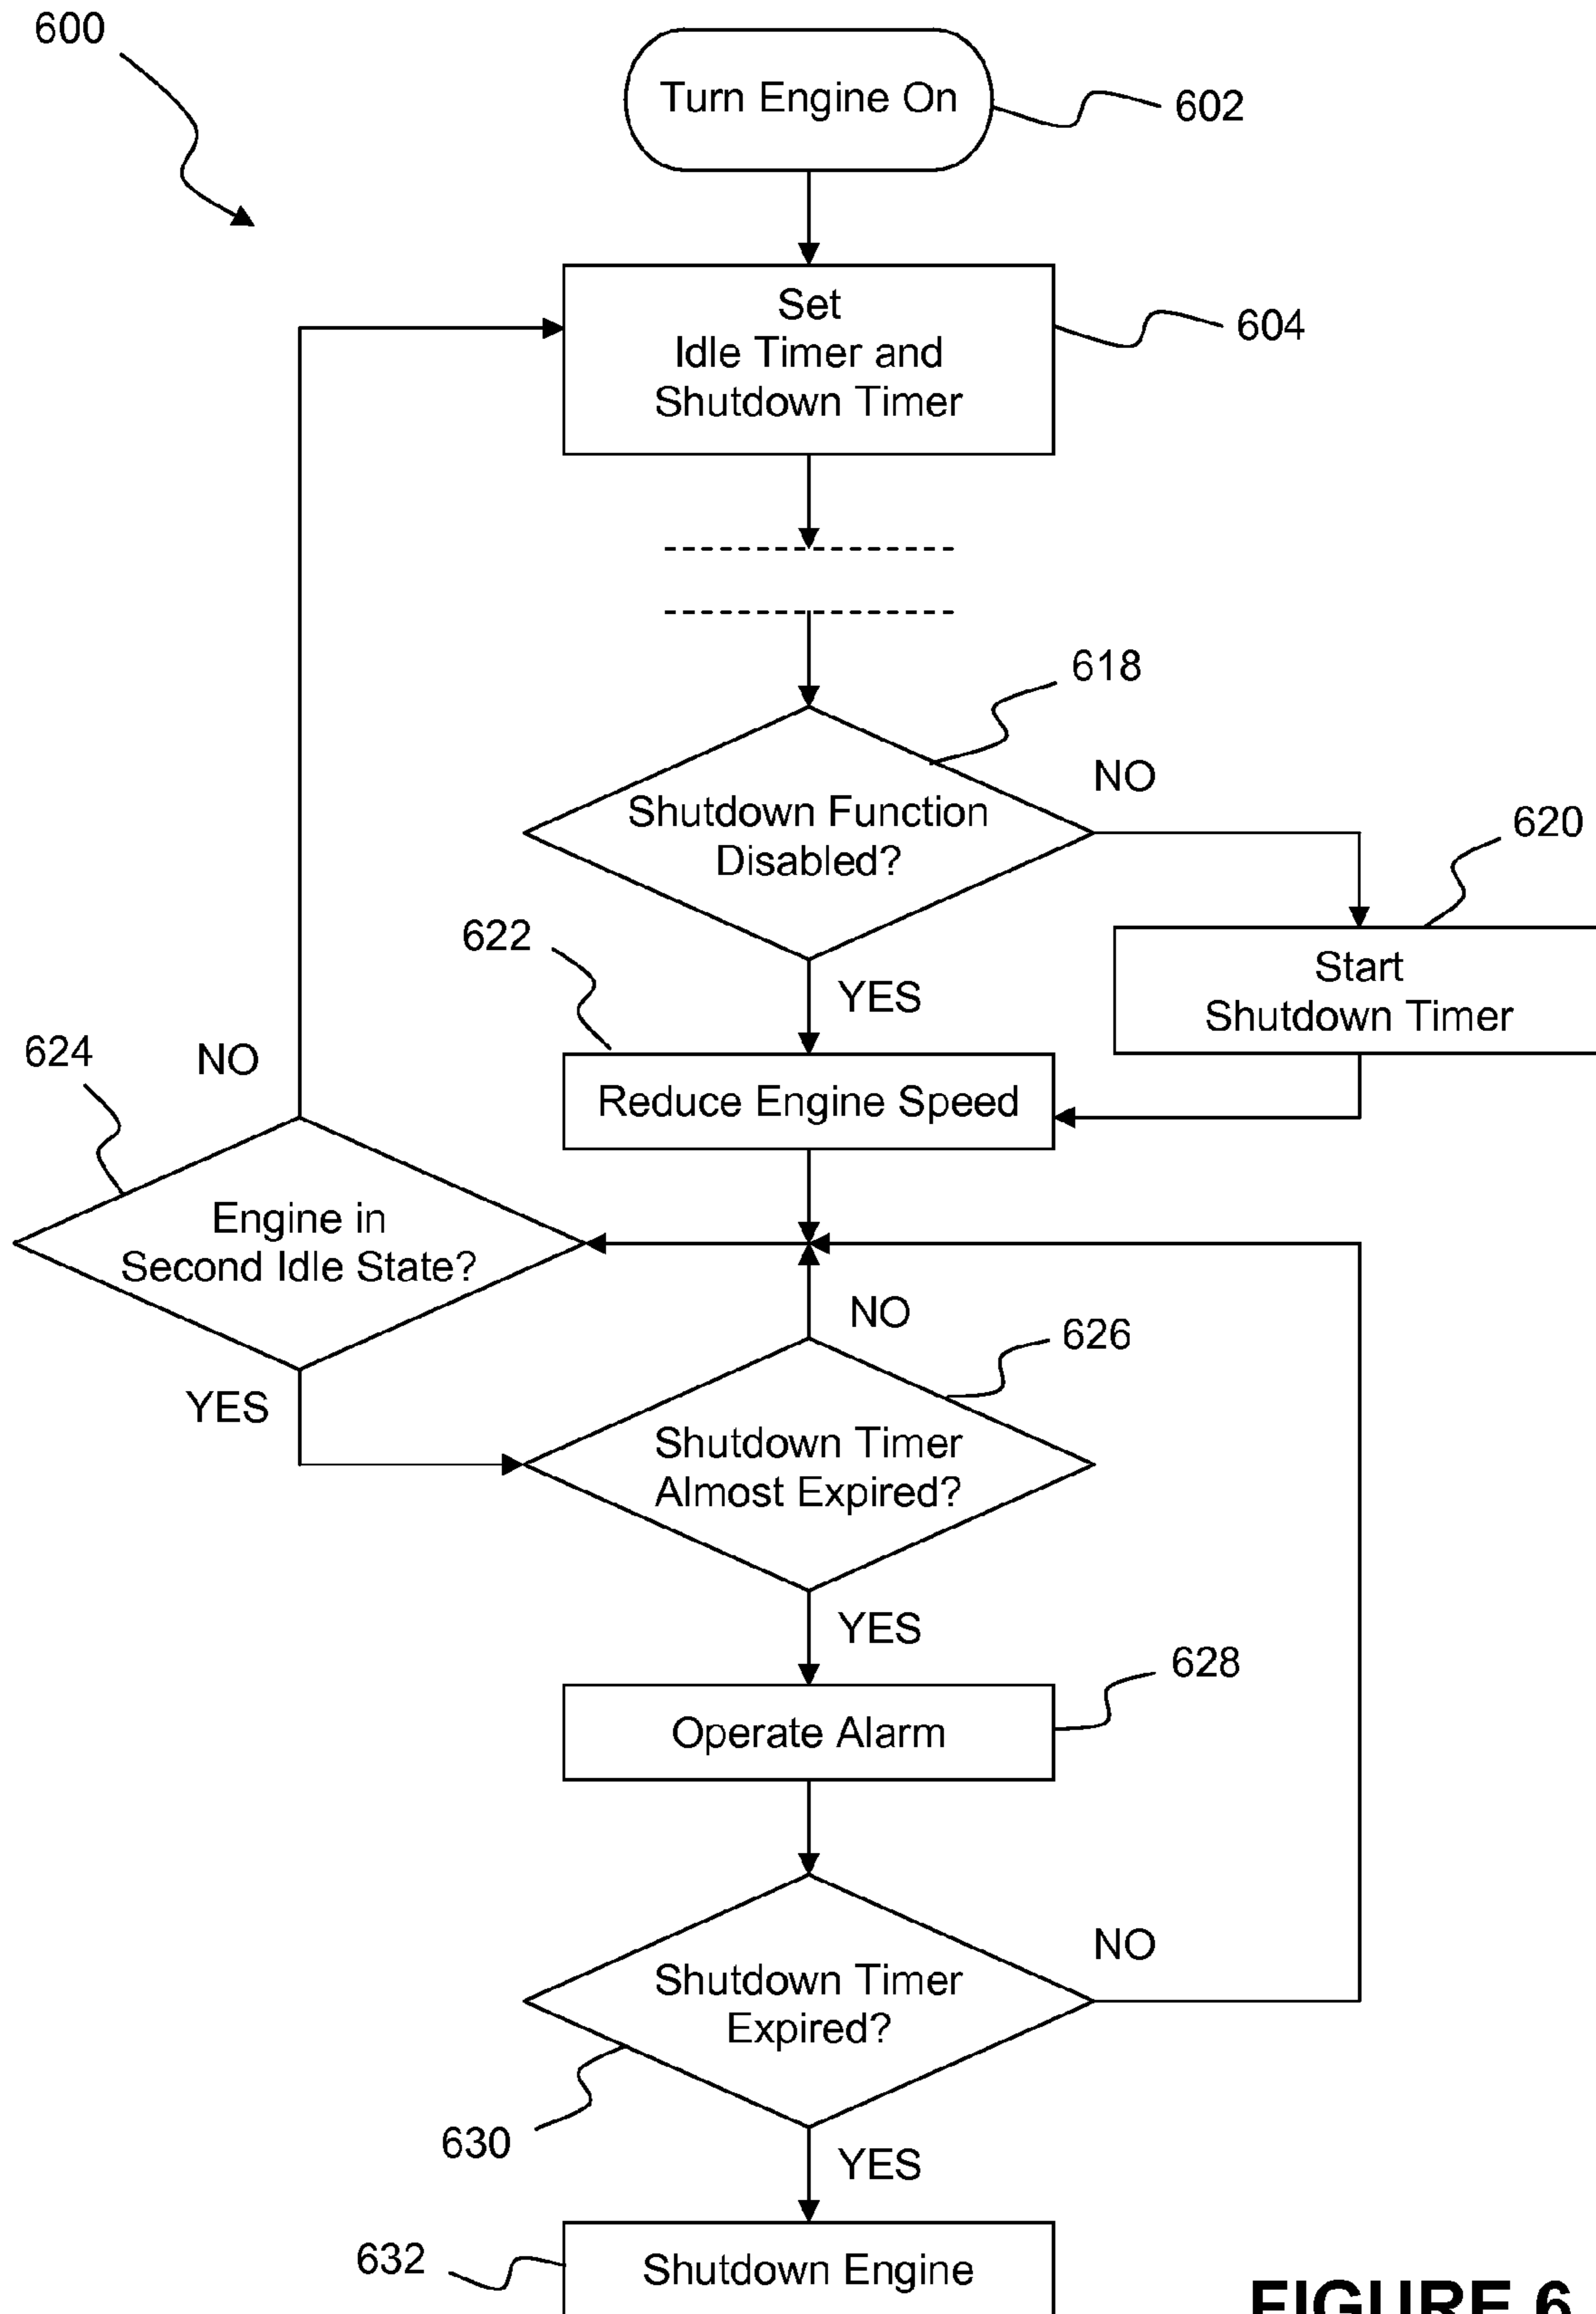 600
Turn Engine On
602
Set
Idle Timer and
Shutdown Timer
604
618
Shutdown Function
Disabled?
NO
620
Start
Shutdown Timer
622
YES
Reduce Engine Speed
624
NO
Engine in
Second Idle State?
YES
NO
626
Shutdown Timer
Almost Expired?
YES
628
Operate Alarm
Shutdown Timer
Expired?
NO
630
YES
632
Shutdown Engine
FIGURE 6